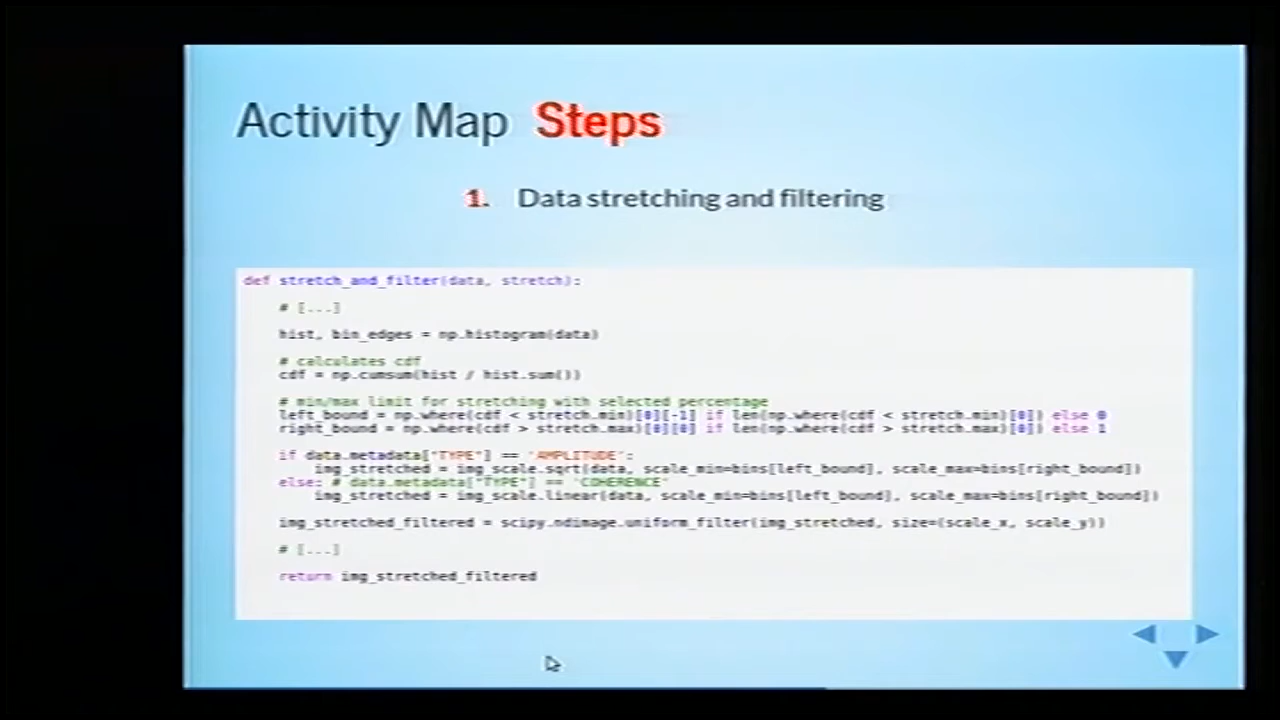 Activity Map Steps
1. Data stretching and filtering
def stretch_and_filter(data, stretch):
# [...]
hist, bin_edges = np.histogram(data)
# calculates cdf
cdf = np.cumsum(hist / hist.sum())
# min/max limit for stretching with selected percentage
left_bound = np.where(cdf < stretch.min)[0][-1] if len(np.where(cdf < stretch.min)[0]) else 0
right_bound = np.where(cdf > stretch.max)[0][0] if len(np.where(cdf > stretch.max)[0]) else 1
if data.metadata["TYPE"] == 'AMPLITUDE':
img_stretched = img_scale.sqrt(data, scale_min=bins[left_bound], scale_max=bins[right_bound])
else: # data.metadata["TYPE"] == 'COHERENCE'
img_stretched = img_scale.linear(data, scale_min=bins[left_bound], scale_max=bins[right_bound])
img_stretched_filtered = scipy.ndimage.uniform_filter(img_stretched, size=(scale_x, scale_y))
# [...]
return img_stretched_filtered